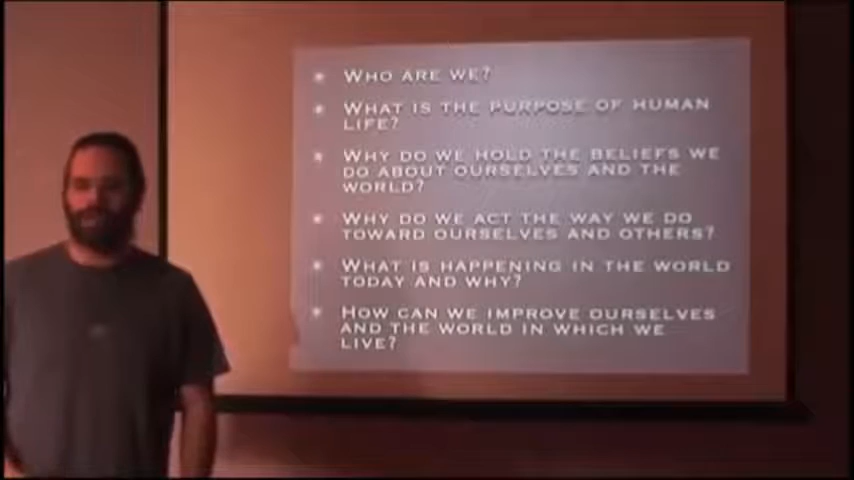 WHO ARE WE?
WHAT IS THE PURPOSE OF HUMAN
LIFE?
WHY DO WE HOLD THE BELIEFS WE
DO ABOUT OURSELVES AND THE
WORLD?
WHY DO WE ACT THE WAY WE DO
TOWARD OURSELVES AND OTHERS?
WHAT IS HAPPENING IN THE WORLD
TODAY AND WHY?
HOW CAN WE IMPROVE OURSELVES
AND THE WORLD IN WHICH WE
LIVE?